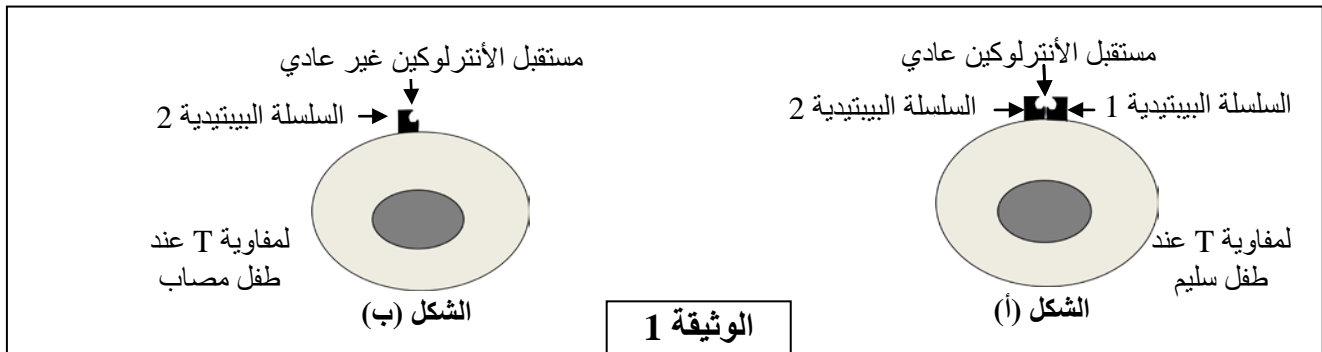 مستقبل الأنترلوكين عادي
السلسلة البيبتيدية 1
السلسلة البيبتيدية 2
لمفاوية T عند
طفل سليم
الشكل (أ)
مستقبل الأنترلوكين غير عادي
السلسلة البيبتيدية 2
لمفاوية T عند
طفل مصاب
الشكل (ب)
الوثيقة 1